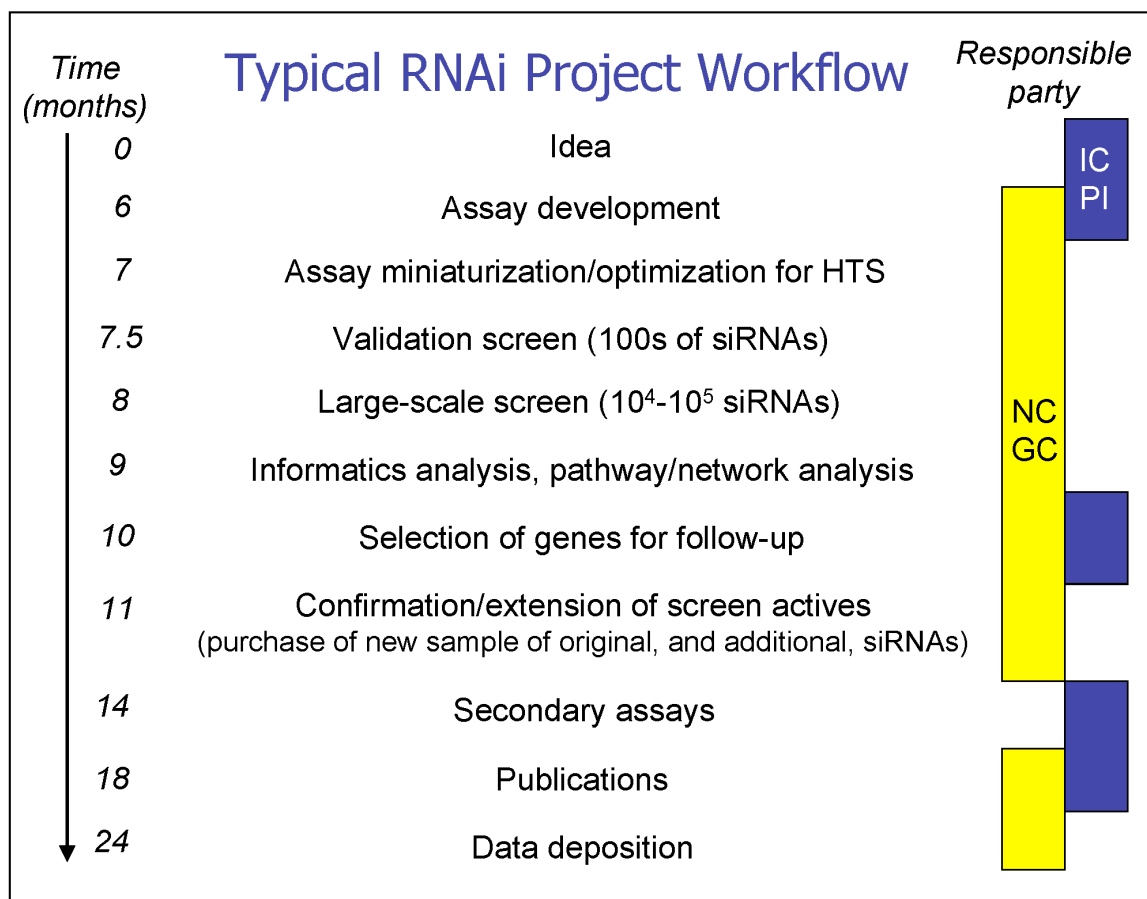 Time
(months)
Typical RNAi Project Workflow
Responsible
party
0
Idea
IC
PI
6
Assay development
7
Assay miniaturization/optimization for HTS
7.5
Validation screen (100s of siRNAs)
8
Large-scale screen (10⁴-10⁵ siRNAs)
NC
GC
9
Informatics analysis, pathway/network analysis
10
Selection of genes for follow-up
11
Confirmation/extension of screen actives
(purchase of new sample of original, and additional, siRNAs)
14
Secondary assays
18
Publications
24
Data deposition